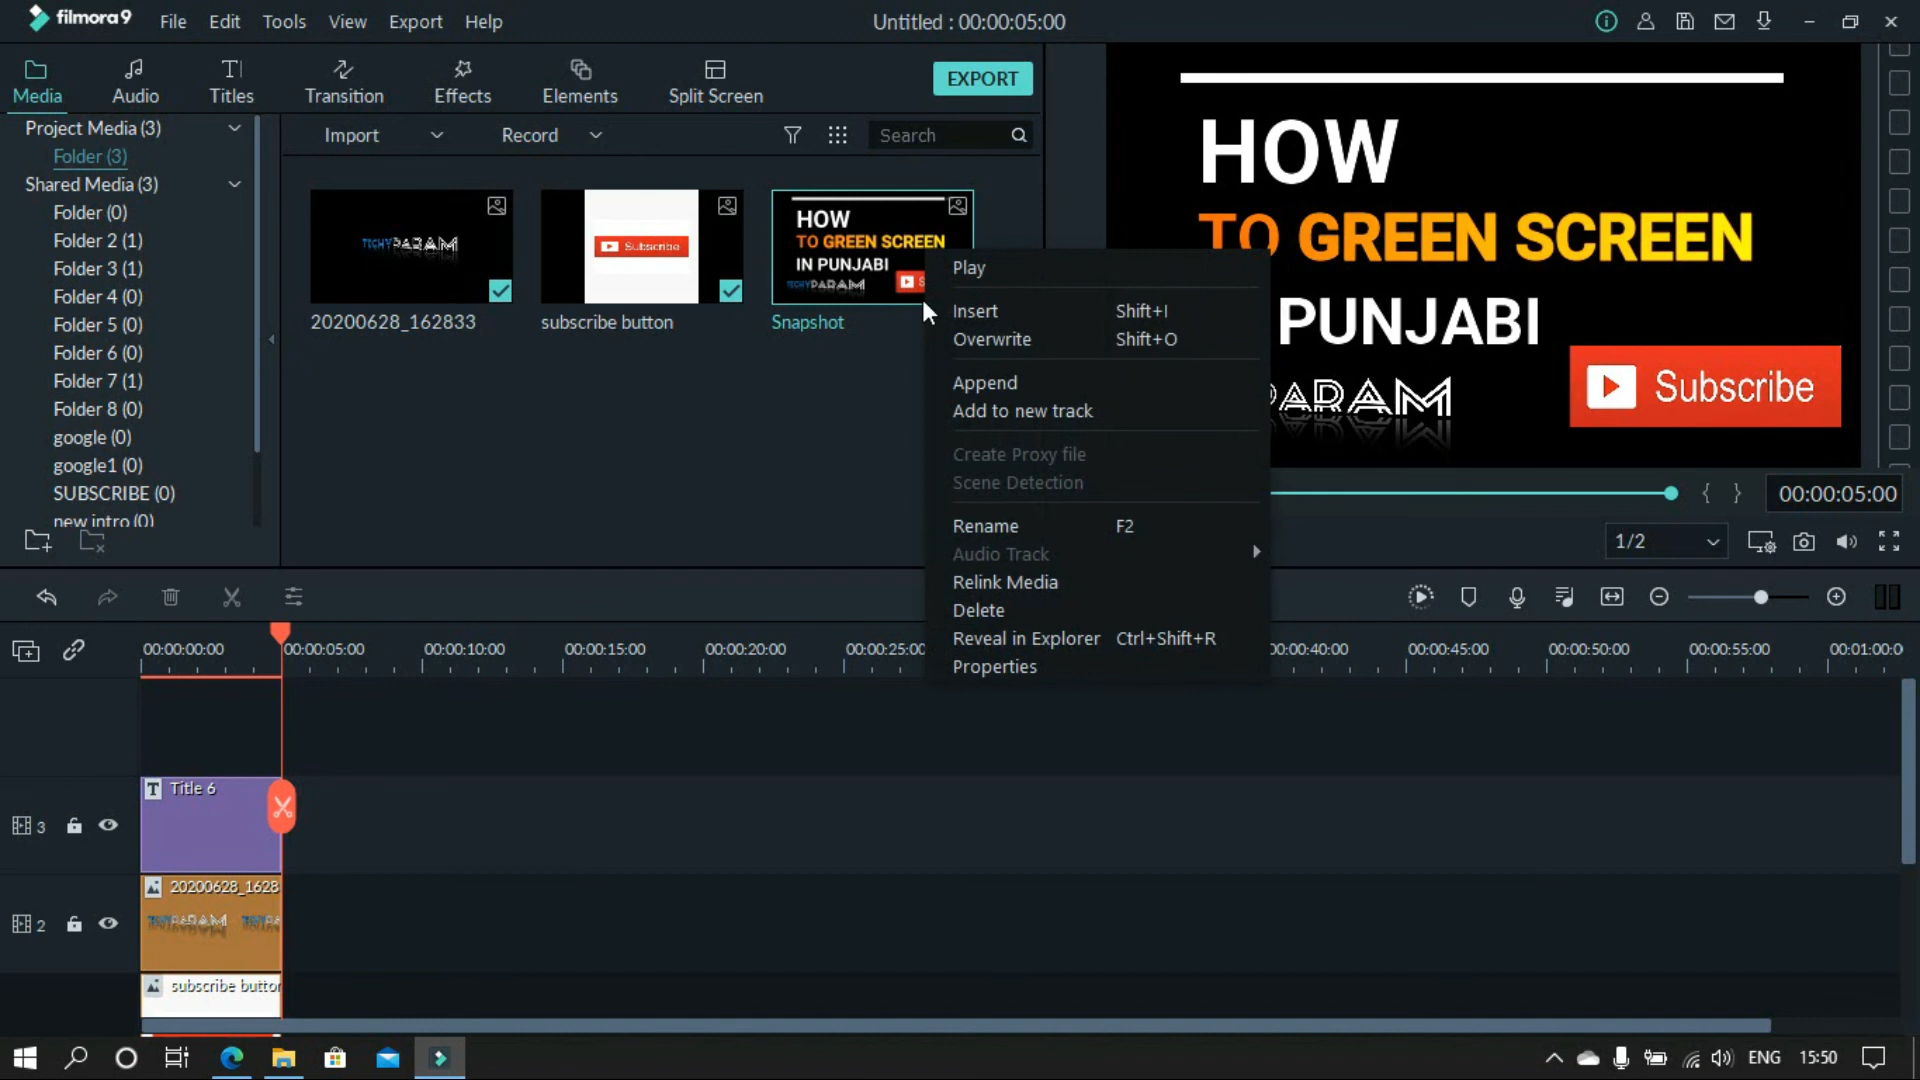 filmora9 File Edit Tools View Export Help Untitled : 00:00:05:00
Media Audio Titles Transition Effects Elements Split Screen EXPORT
Project Media (3)
Folder (3)
Shared Media (3)
Folder (0)
Folder 2 (1)
Folder 3 (1)
Folder 4 (0)
Folder 5 (0)
Folder 6 (0)
Folder 7 (1)
Folder 8 (0)
google (0)
google1 (0)
SUBSCRIBE (0)
new intro (0)
Import Record Search
TECHYPARAM
20200628_162833
Subscribe
subscribe button
HOW
TO GREEN SCREEN
IN PUNJABI
TECHYPARAM S
Snapshot
Play
Insert Shift+I
Overwrite Shift+O
Append
Add to new track
Create Proxy file
Scene Detection
Rename F2
Audio Track
Relink Media
Delete
Reveal in Explorer Ctrl+Shift+R
Properties
HOW
TO GREEN SCREEN
PUNJABI
PARAM
Subscribe
00:00:05:00
1/2
00:00:00:00 00:00:05:00 00:00:10:00 00:00:15:00 00:00:20:00 00:00:25:00 00:00:40:00 00:00:45:00 00:00:50:00 00:00:55:00 00:01:00:0
Title 6
3
20200628_1628
TECHYPARAM
2
subscribe button
ENG 15:50